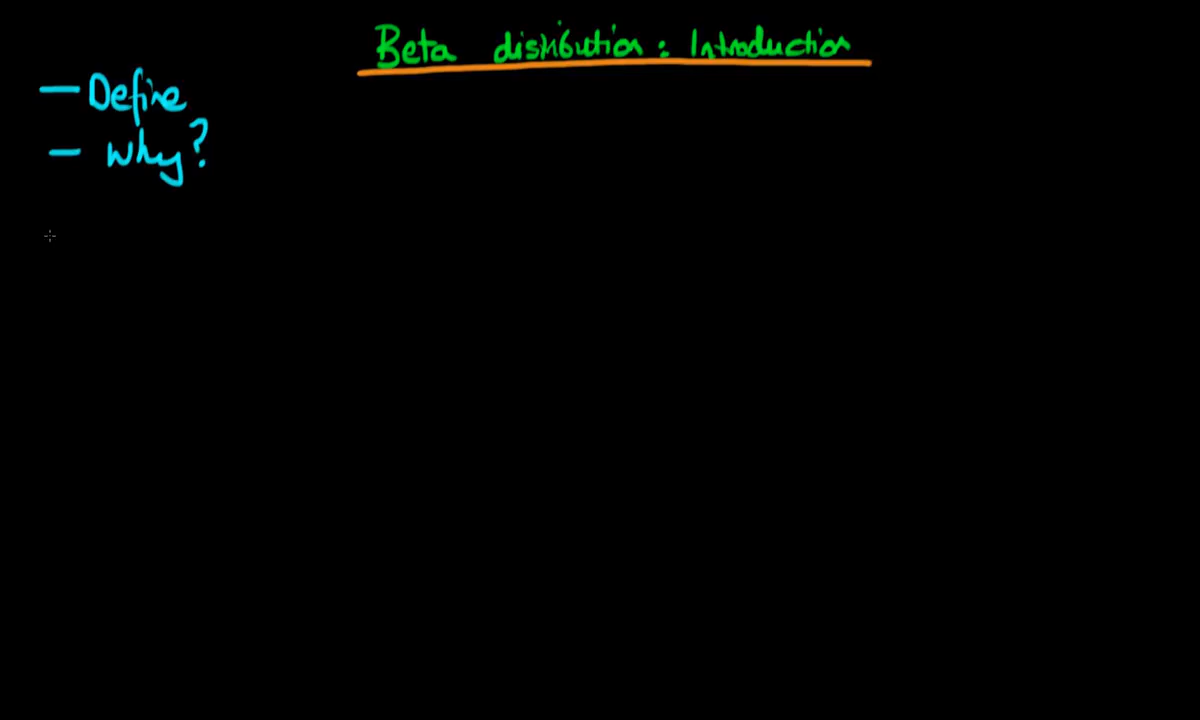 Beta distribution: Introduction
— Define
— Why?